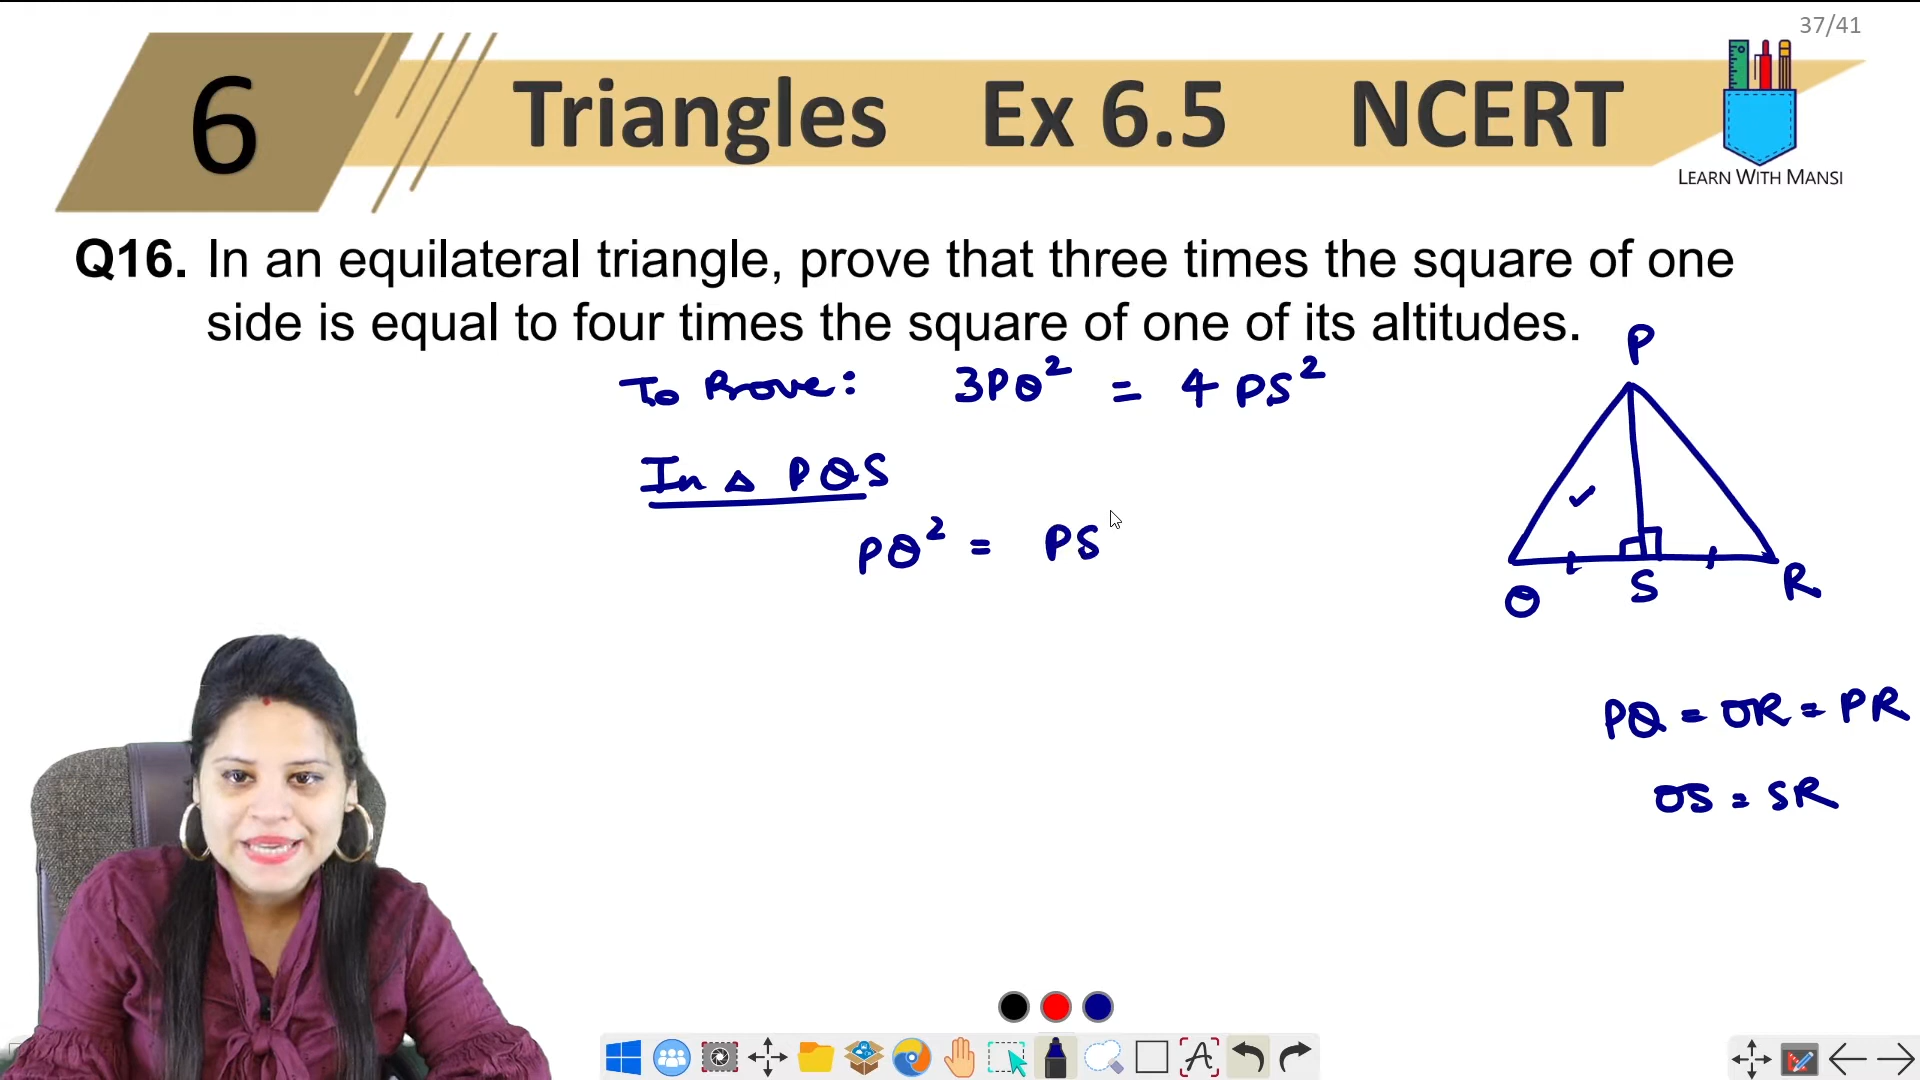 37/41
6 Triangles Ex 6.5 NCERT
LEARN WITH MANSI
Q16. In an equilateral triangle, prove that three times the square of one
side is equal to four times the square of one of its altitudes.
P
To Prove: 3PQ² = 4 PS²
In △ PQS
PQ² = PS
Q S R
PQ = QR = PR
QS = SR